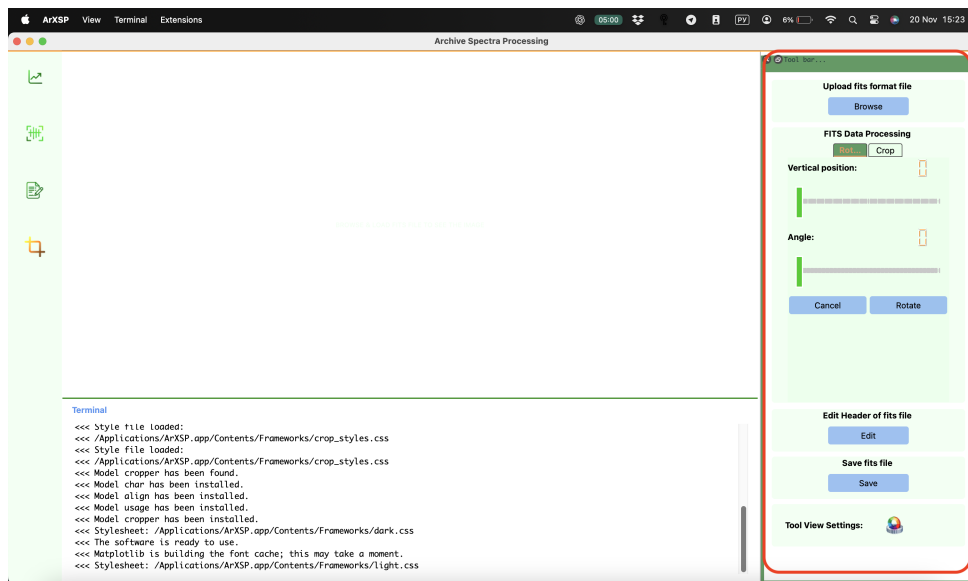 ArXSP View Terminal Extensions 05:00 РУ 6% 20 Nov 15:23
Archive Spectra Processing
Tool bar...
Upload fits format file
Browse
FITS Data Processing
Rot... Crop
Vertical position: 0
Angle: 0
Cancel Rotate
Edit Header of fits file
Edit
Save fits file
Save
Tool View Settings:
Terminal
<<< Style file loaded:
<<< /Applications/ArXSP.app/Contents/Frameworks/crop_styles.css
<<< Style file loaded:
<<< /Applications/ArXSP.app/Contents/Frameworks/crop_styles.css
<<< Model cropper has been found.
<<< Model char has been installed.
<<< Model align has been installed.
<<< Model usage has been installed.
<<< Model cropper has been installed.
<<< Stylesheet: /Applications/ArXSP.app/Contents/Frameworks/dark.css
<<< The software is ready to use.
<<< Matplotlib is building the font cache; this may take a moment.
<<< Stylesheet: /Applications/ArXSP.app/Contents/Frameworks/light.css